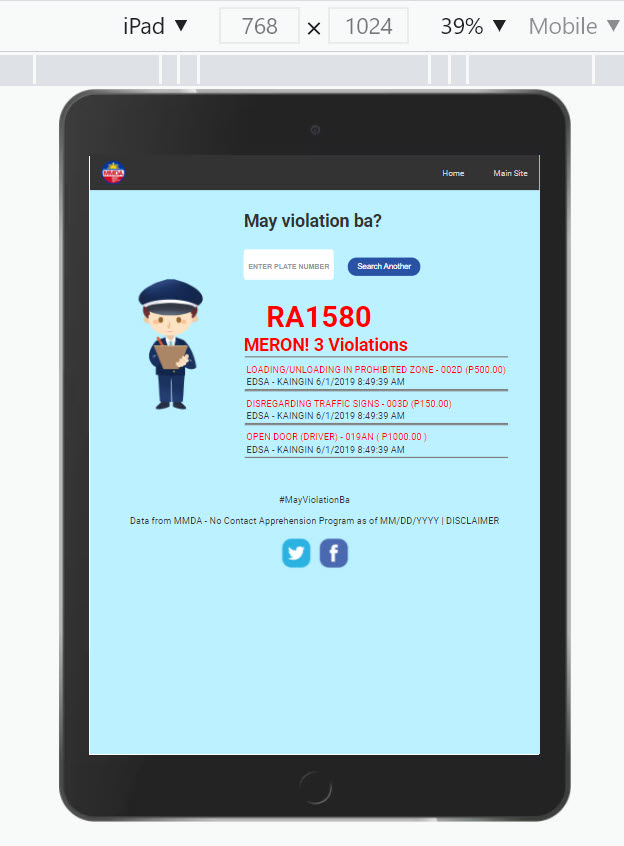 iPad ▼ 768 × 1024 39% ▼ Mobile ▼
MMDA Home Main Site
May violation ba?
ENTER PLATE NUMBER Search Another
RA1580
MERON! 3 Violations
LOADING/UNLOADING IN PROHIBITED ZONE - 002D (P500.00)
EDSA - KAINGIN 6/1/2019 8:49:39 AM
DISREGARDING TRAFFIC SIGNS - 003D (P150.00)
EDSA - KAINGIN 6/1/2019 8:49:39 AM
OPEN DOOR (DRIVER) - 019AN ( P1000.00 )
EDSA - KAINGIN 6/1/2019 8:49:39 AM
#MayViolationBa
Data from MMDA - No Contact Apprehension Program as of MM/DD/YYYY | DISCLAIMER